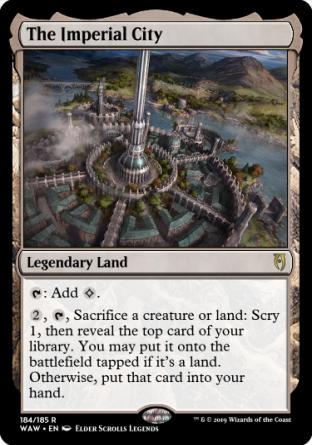 The Imperial City
Legendary Land
: Add .
2, , Sacrifice a creature or land: Scry
1, then reveal the top card of your
library. You may put it onto the
battlefield tapped if it's a land.
Otherwise, put that card into your
hand.
184/185 R
WAW • EN Elder Scrolls Legends
™ & © 2019 Wizards of the Coast